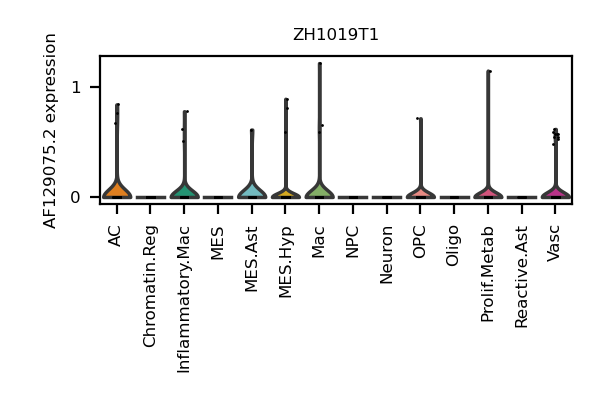 ZH1019T1
AF129075.2 expression
1
0
AC
Chromatin.Reg
Inflammatory.Mac
MES
MES.Ast
MES.Hyp
Mac
NPC
Neuron
OPC
Oligo
Prolif.Metab
Reactive.Ast
Vasc